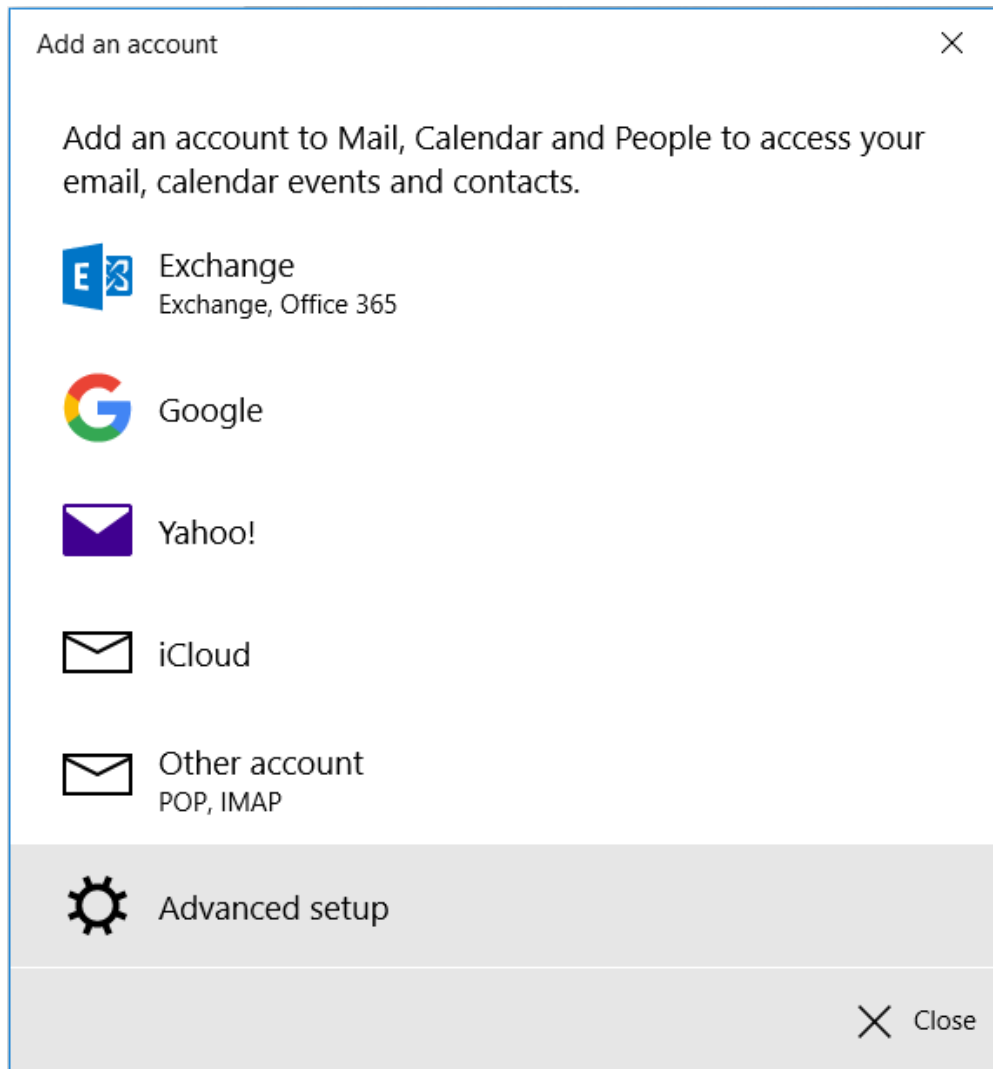 Add an account
Add an account to Mail, Calendar and People to access your
email, calendar events and contacts.
E
Exchange
Exchange, Office 365
G
Google
Yahoo!
iCloud
Other account
POP, IMAP
Advanced setup
Close